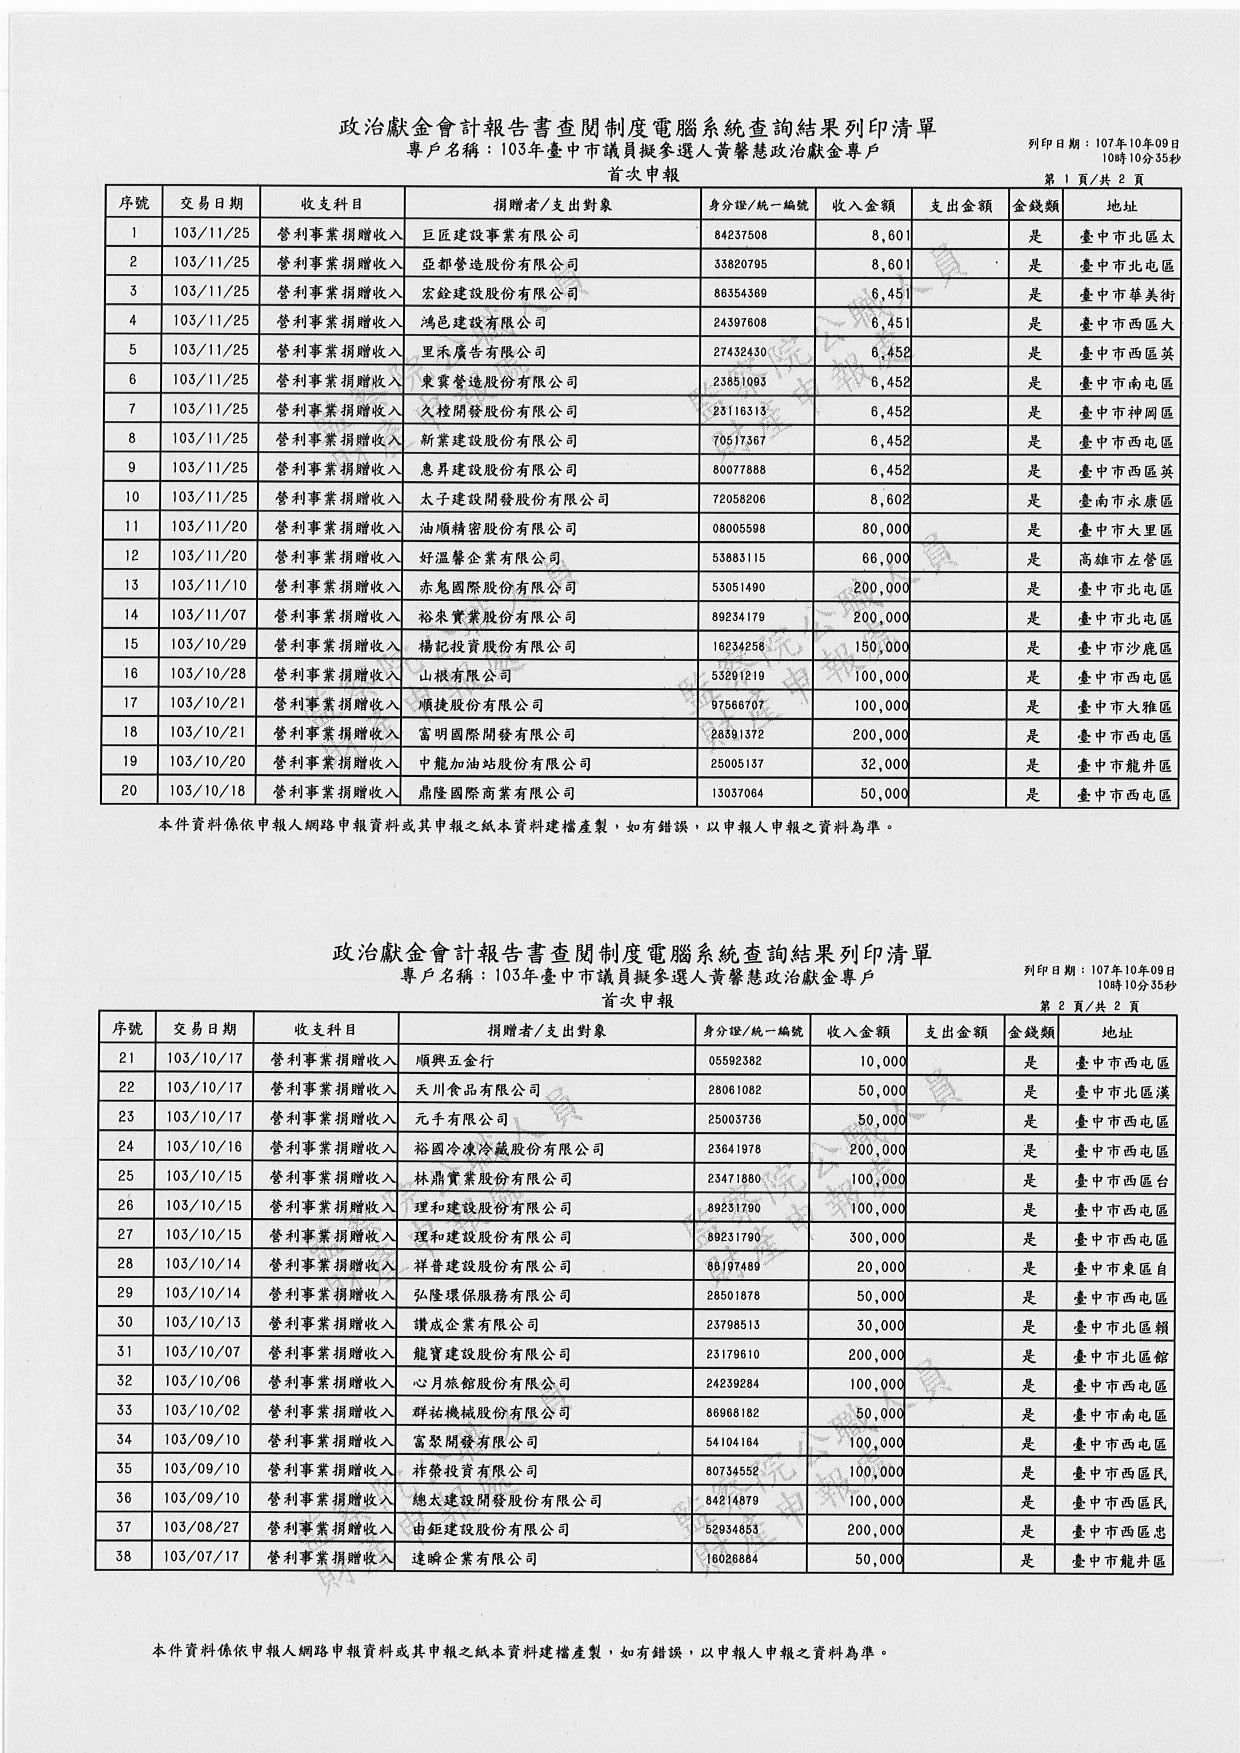 政治獻金會計報告書查閱制度電腦系統查詢結果列印清單
專戶名稱：103年臺中市議員擬參選人黃馨慧政治獻金專戶
列印日期：107年10月09日
10時10分35秒
首次申報
第 1 頁/共 2 頁
序號 交易日期 收支科目 捐贈者/支出對象 身分證/統一編號 收入金額 支出金額 金錢類 地址
1 103/11/25 營利事業捐贈收入 巨匠建設事業有限公司 84237508 8,601 是 臺中市北區太
2 103/11/25 營利事業捐贈收入 亞都營造股份有限公司 33820795 8,601 是 臺中市北屯區
3 103/11/25 營利事業捐贈收入 宏銓建設股份有限公司 86354369 6,451 是 臺中市華美街
4 103/11/25 營利事業捐贈收入 鴻邑建設有限公司 24397608 6,451 是 臺中市西區大
5 103/11/25 營利事業捐贈收入 里禾廣告有限公司 27432430 6,452 是 臺中市西區英
6 103/11/25 營利事業捐贈收入 東霙營造股份有限公司 23851093 6,452 是 臺中市南屯區
7 103/11/25 營利事業捐贈收入 久樘開發股份有限公司 23116313 6,452 是 臺中市神岡區
8 103/11/25 營利事業捐贈收入 新業建設股份有限公司 70517367 6,452 是 臺中市西屯區
9 103/11/25 營利事業捐贈收入 惠昇建設股份有限公司 80077888 6,452 是 臺中市西區英
10 103/11/25 營利事業捐贈收入 太子建設開發股份有限公司 72058206 8,602 是 臺南市永康區
11 103/11/20 營利事業捐贈收入 油順精密股份有限公司 08005598 80,000 是 臺中市大里區
12 103/11/20 營利事業捐贈收入 好溫馨企業有限公司 53883115 66,000 是 高雄市左營區
13 103/11/10 營利事業捐贈收入 赤鬼國際股份有限公司 53051490 200,000 是 臺中市北屯區
14 103/11/07 營利事業捐贈收入 裕來實業股份有限公司 89234179 200,000 是 臺中市北屯區
15 103/10/29 營利事業捐贈收入 楊記投資股份有限公司 16234258 150,000 是 臺中市沙鹿區
16 103/10/28 營利事業捐贈收入 山根有限公司 53291219 100,000 是 臺中市西屯區
17 103/10/21 營利事業捐贈收入 順捷股份有限公司 97566707 100,000 是 臺中市大雅區
18 103/10/21 營利事業捐贈收入 富明國際開發有限公司 28391372 200,000 是 臺中市西屯區
19 103/10/20 營利事業捐贈收入 中龍加油站股份有限公司 25005137 32,000 是 臺中市龍井區
20 103/10/18 營利事業捐贈收入 鼎隆國際商業有限公司 13037064 50,000 是 臺中市西屯區
本件資料係依申報人網路申報資料或其申報之紙本資料建檔產製，如有錯誤，以申報人申報之資料為準。
政治獻金會計報告書查閱制度電腦系統查詢結果列印清單
專戶名稱：103年臺中市議員擬參選人黃馨慧政治獻金專戶
列印日期：107年10月09日
10時10分35秒
首次申報
第 2 頁/共 2 頁
序號 交易日期 收支科目 捐贈者/支出對象 身分證/統一編號 收入金額 支出金額 金錢類 地址
21 103/10/17 營利事業捐贈收入 順興五金行 05592382 10,000 是 臺中市西屯區
22 103/10/17 營利事業捐贈收入 天川食品有限公司 28061082 50,000 是 臺中市北區漢
23 103/10/17 營利事業捐贈收入 元手有限公司 25003736 50,000 是 臺中市西屯區
24 103/10/16 營利事業捐贈收入 裕國冷凍冷藏股份有限公司 23641978 200,000 是 臺中市西屯區
25 103/10/15 營利事業捐贈收入 林鼎實業股份有限公司 23471880 100,000 是 臺中市西區台
26 103/10/15 營利事業捐贈收入 理和建設股份有限公司 89231790 100,000 是 臺中市西屯區
27 103/10/15 營利事業捐贈收入 理和建設股份有限公司 89231790 300,000 是 臺中市西屯區
28 103/10/14 營利事業捐贈收入 祥普建設股份有限公司 86197489 20,000 是 臺中市東區自
29 103/10/14 營利事業捐贈收入 弘隆環保服務有限公司 28501878 50,000 是 臺中市西屯區
30 103/10/13 營利事業捐贈收入 讚成企業有限公司 23798513 30,000 是 臺中市北區賴
31 103/10/07 營利事業捐贈收入 龍寶建設股份有限公司 23179610 200,000 是 臺中市北區館
32 103/10/06 營利事業捐贈收入 心月旅館股份有限公司 24239284 100,000 是 臺中市西屯區
33 103/10/02 營利事業捐贈收入 群祐機械股份有限公司 86968182 50,000 是 臺中市南屯區
34 103/09/10 營利事業捐贈收入 富聚開發有限公司 54104164 100,000 是 臺中市西屯區
35 103/09/10 營利事業捐贈收入 祚榮投資有限公司 80734552 100,000 是 臺中市西區民
36 103/09/10 營利事業捐贈收入 總太建設開發股份有限公司 84214879 100,000 是 臺中市西區民
37 103/08/27 營利事業捐贈收入 由鉅建設股份有限公司 52934853 200,000 是 臺中市西區忠
38 103/07/17 營利事業捐贈收入 達瞬企業有限公司 16026884 50,000 是 臺中市龍井區
本件資料係依申報人網路申報資料或其申報之紙本資料建檔產製，如有錯誤，以申報人申報之資料為準。